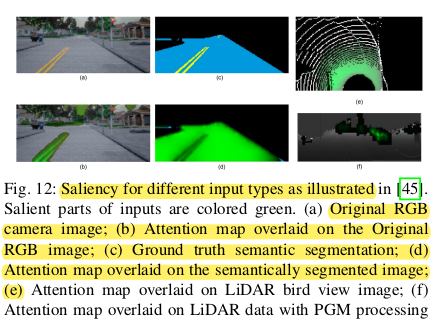 (a)
(c)
(e)
(b)
(d)
(f)
Fig. 12: Saliency for different input types as illustrated in [45].
Salient parts of inputs are colored green. (a) Original RGB
camera image; (b) Attention map overlaid on the Original
RGB image; (c) Ground truth semantic segmentation; (d)
Attention map overlaid on the semantically segmented image;
(e) Attention map overlaid on LiDAR bird view image; (f)
Attention map overlaid on LiDAR data with PGM processing